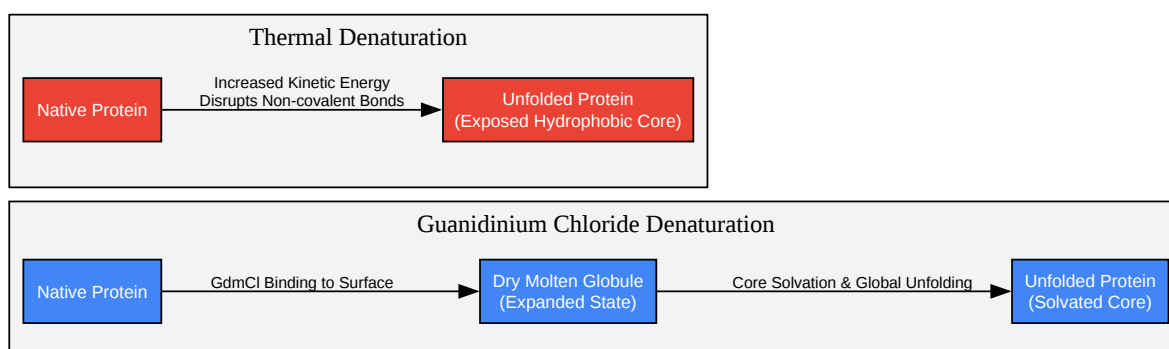 Thermal Denaturation
Native Protein
Increased Kinetic Energy
Disrupts Non-covalent Bonds
Unfolded Protein
(Exposed Hydrophobic Core)
Guanidinium Chloride Denaturation
Native Protein
GdmCl Binding to Surface
Dry Molten Globule
(Expanded State)
Core Solvation & Global Unfolding
Unfolded Protein
(Solvated Core)